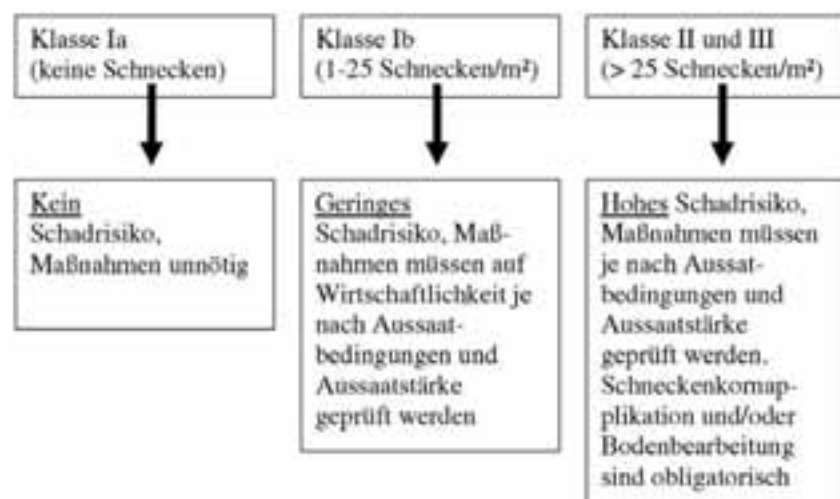 Klasse Ia
(keine Schnecken)
Klasse Ib
(1-25 Schnecken/m²)
Klasse II und III
(> 25 Schnecken/m²)
Kein
Schadrisiko,
Maßnahmen unnötig
Geringes
Schadrisiko, Maß-
nahmen müssen auf
Wirtschaftlichkeit je
nach Aussaat-
bedingungen und
Aussaatstärke
geprüft werden
Hohes Schadrisiko,
Maßnahmen müssen
je nach Aussat-
bedingungen und
Aussaatstärke
geprüft werden.
Schneckenkornap-
plikation und/oder
Bodenbearbeitung
sind obligatorisch